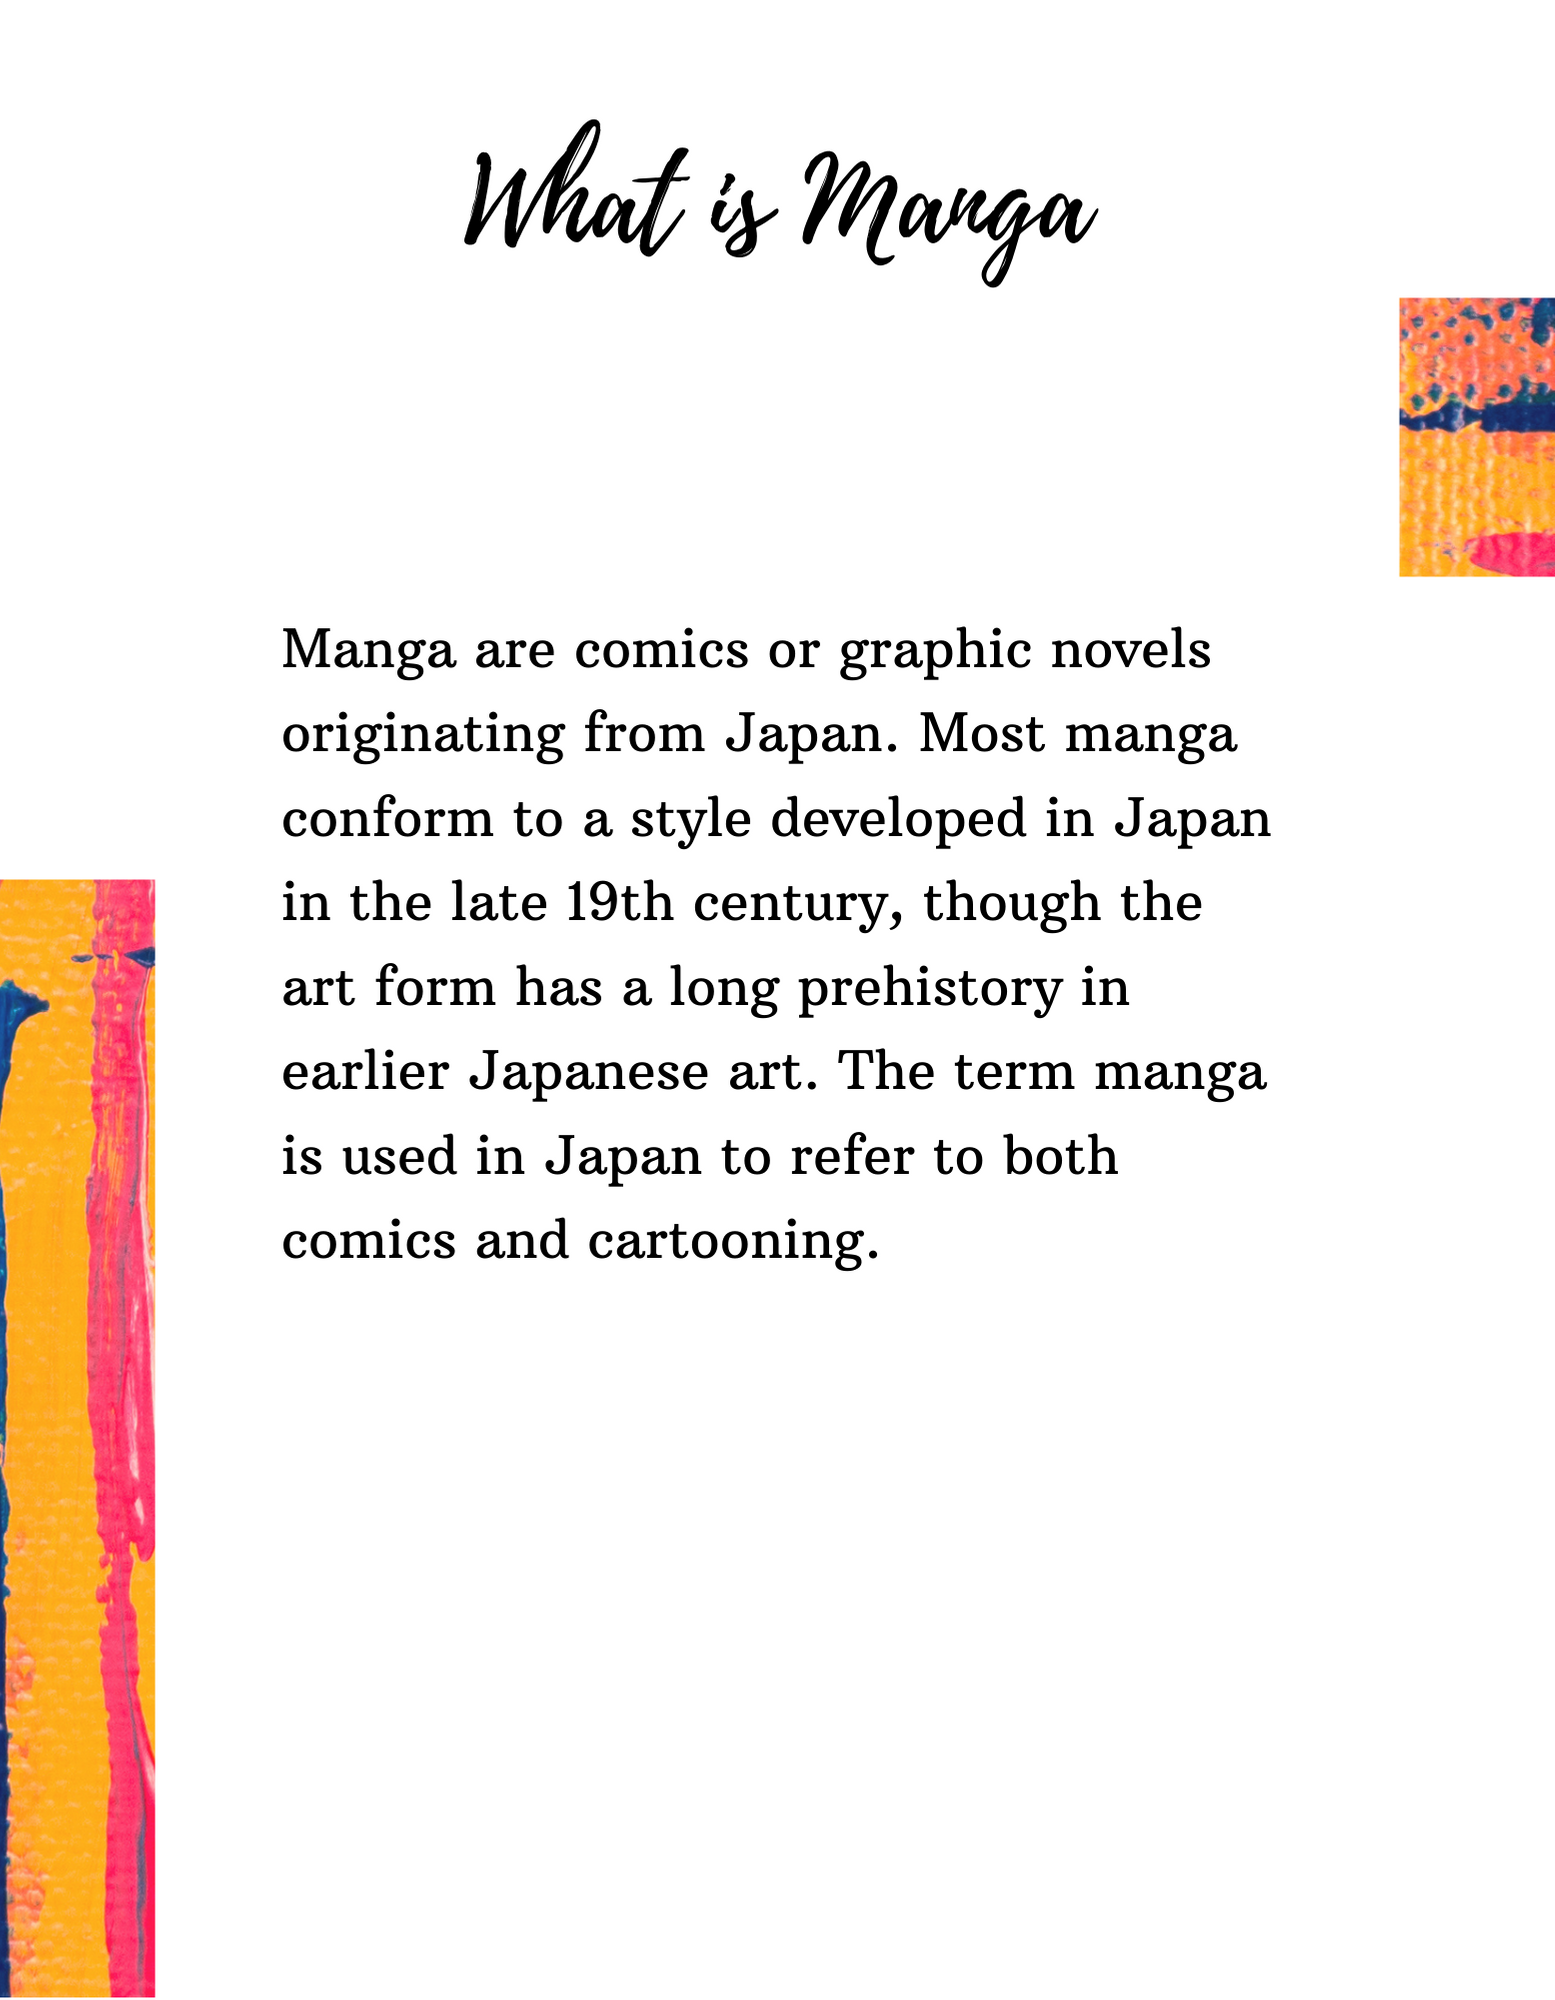 What is Manga
Manga are comics or graphic novels
originating from Japan. Most manga
conform to a style developed in Japan
in the late 19th century, though the
art form has a long prehistory in
earlier Japanese art. The term manga
is used in Japan to refer to both
comics and cartooning.